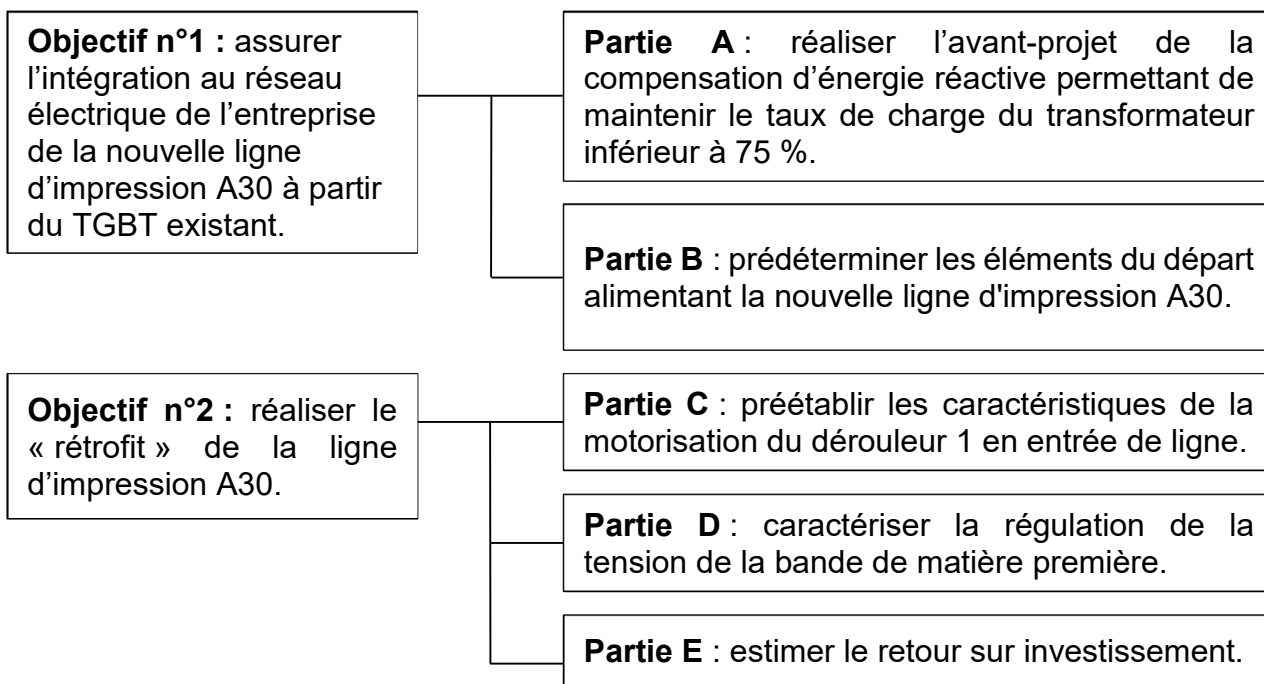 Objectif n°1 : assurer
l’intégration au réseau
électrique de l’entreprise
de la nouvelle ligne
d’impression A30 à partir
du TGBT existant.
Partie A : réaliser l’avant-projet de la
compensation d’énergie réactive permettant de
maintenir le taux de charge du transformateur
inférieur à 75 %.
Partie B : prédéterminer les éléments du départ
alimentant la nouvelle ligne d'impression A30.
Objectif n°2 : réaliser le
« rétrofit » de la ligne
d’impression A30.
Partie C : préétablir les caractéristiques de la
motorisation du dérouleur 1 en entrée de ligne.
Partie D : caractériser la régulation de la
tension de la bande de matière première.
Partie E : estimer le retour sur investissement.